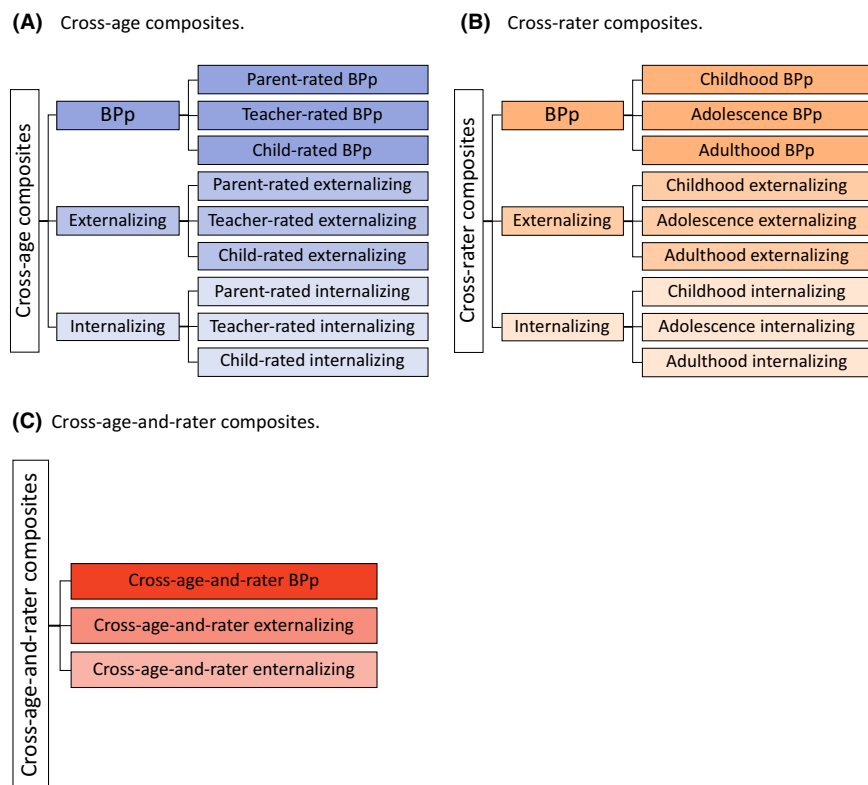 (A) Cross-age composites.
Cross-age composites
BPp
Parent-rated BPp
Teacher-rated BPp
Child-rated BPp
Externalizing
Parent-rated externalizing
Teacher-rated externalizing
Child-rated externalizing
Internalizing
Parent-rated internalizing
Teacher-rated internalizing
Child-rated internalizing
(B) Cross-rater composites.
Cross-rater composites
BPp
Childhood BPp
Adolescence BPp
Adulthood BPp
Externalizing
Childhood externalizing
Adolescence externalizing
Adulthood externalizing
Internalizing
Childhood internalizing
Adolescence internalizing
Adulthood internalizing
(C) Cross-age-and-rater composites.
Cross-age-and-rater composites
Cross-age-and-rater BPp
Cross-age-and-rater externalizing
Cross-age-and-rater enternalizing